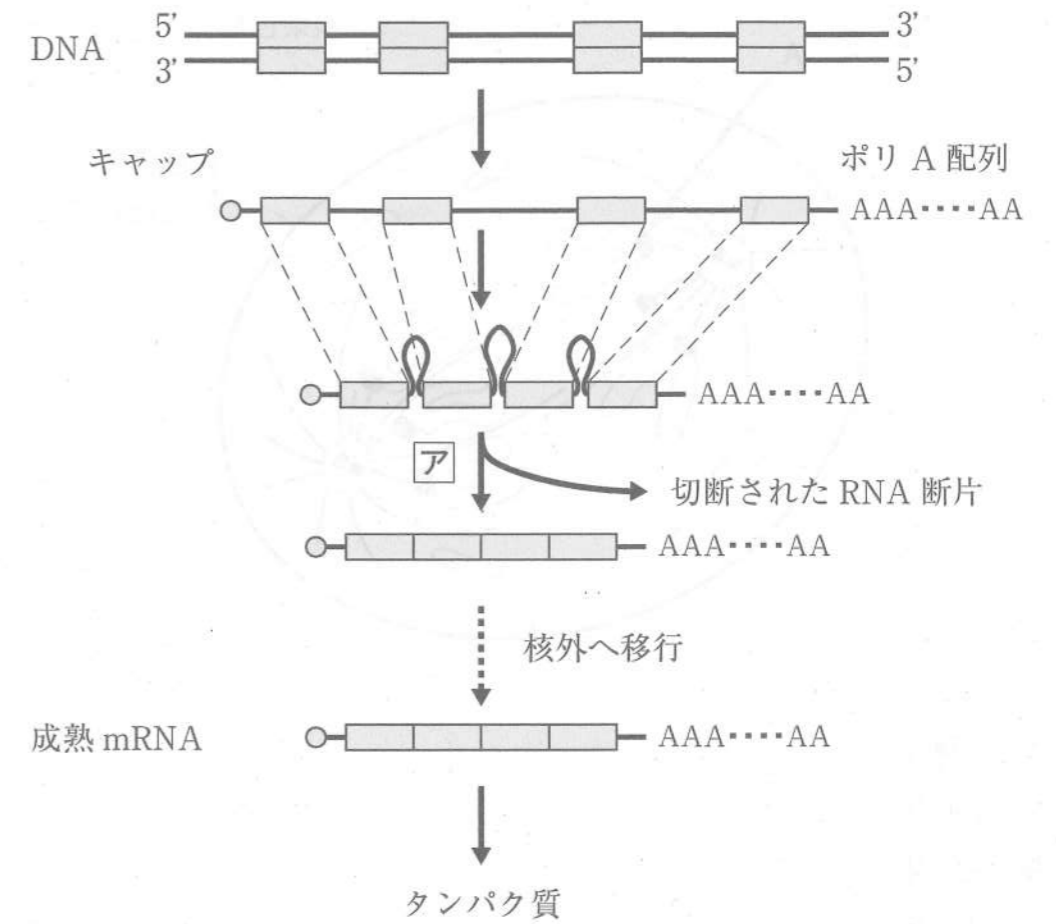 5’ 3’
DNA
3’ 5’
キャップ ポリ A 配列
AAA‥‥AA
AAA‥‥AA
ア
切断された RNA 断片
AAA‥‥AA
核外へ移行
成熟 mRNA AAA‥‥AA
タンパク質